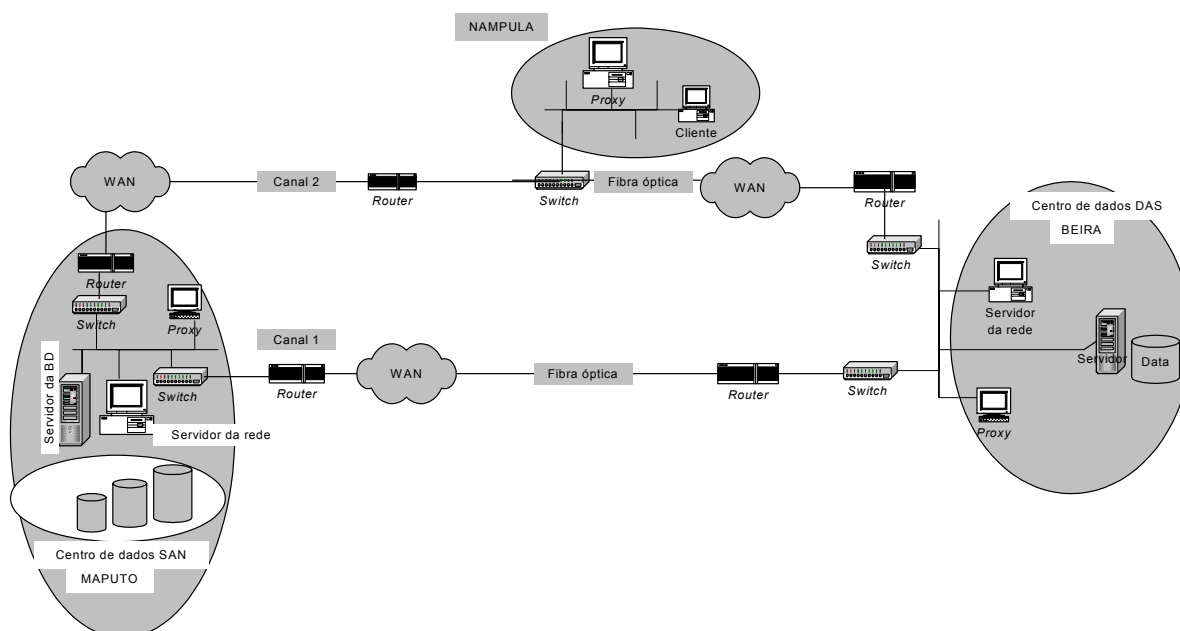 NAMPULA
Proxy
Cliente
WAN
Canal 2
Router
Switch
Fibra óptica
WAN
Router
Centro de dados DAS
BEIRA
Switch
Router
Switch
Proxy
Servidor
da rede
Canal 1
Servidor da BD
Switch
Router
WAN
Fibra óptica
Router
Switch
Servidor
Data
Servidor da rede
Proxy
Centro de dados SAN
MAPUTO